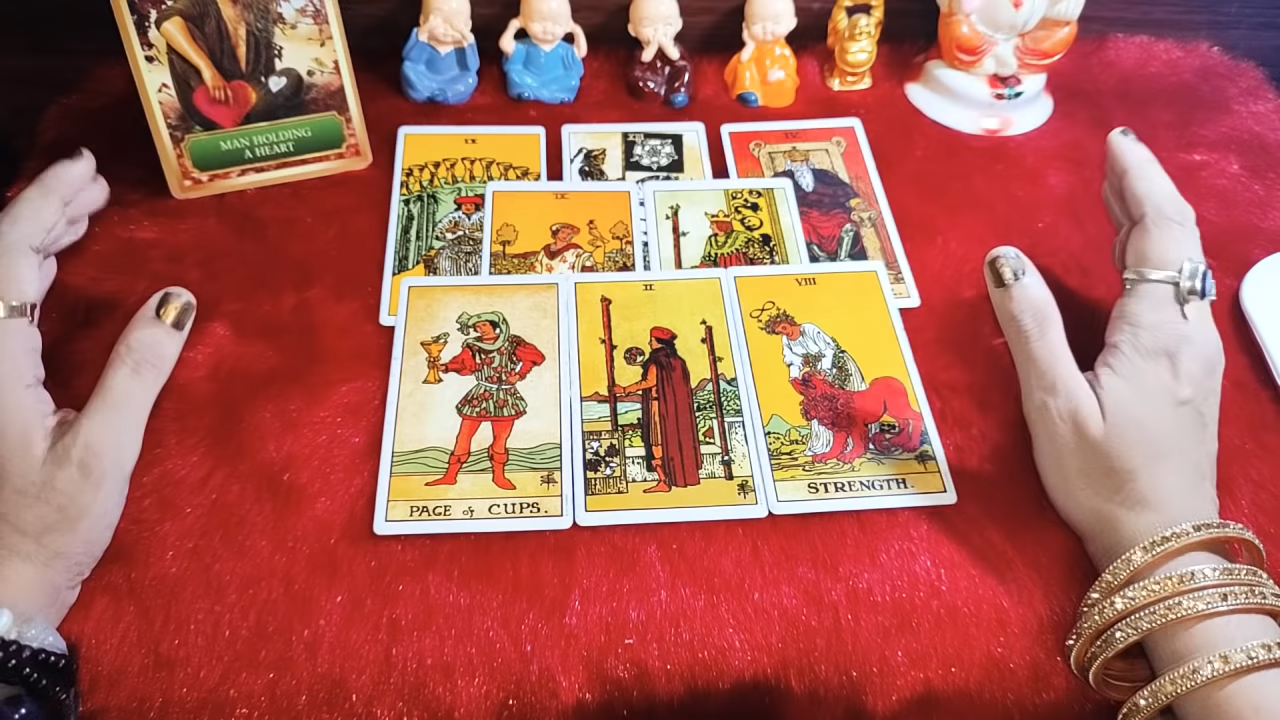 MAN HOLDING
A HEART
IX
XIII
IV
IX
PAGE of CUPS.
II
VIII
STRENGTH.